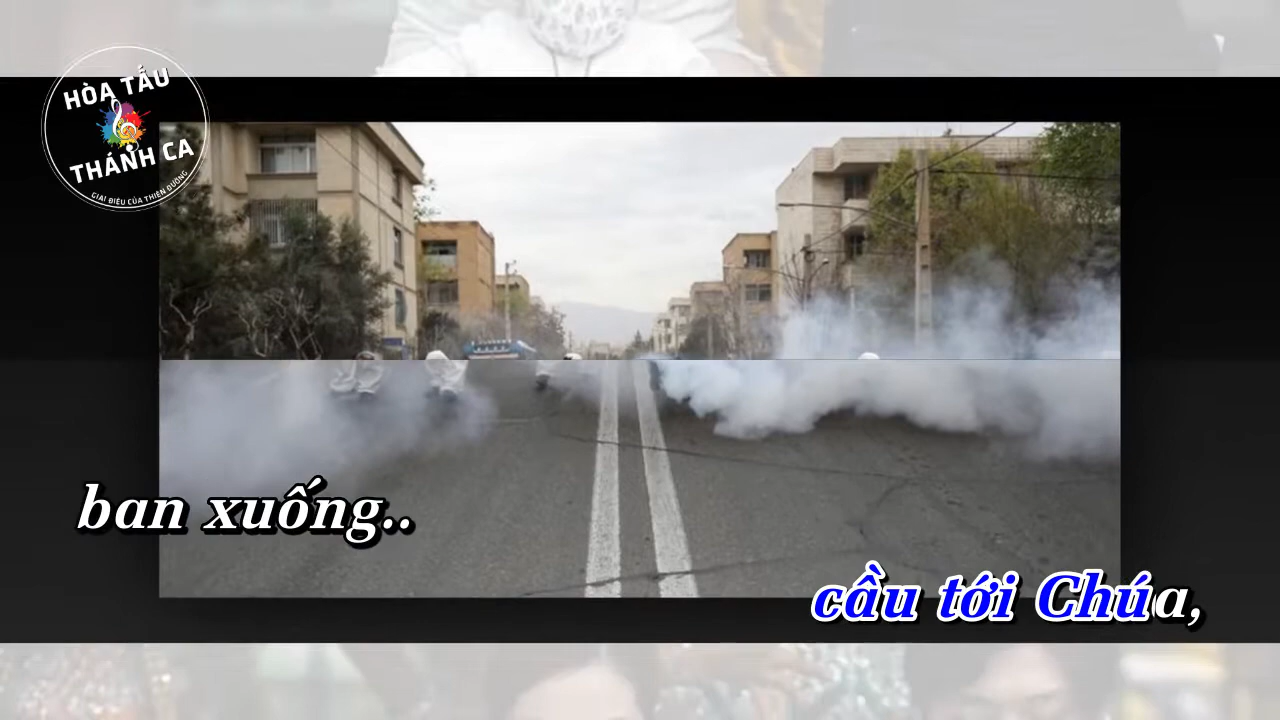 HÒA TẤU
THÁNH CA
GIAI ĐIỆU CỦA THIÊN ĐƯỜNG
ban xuống..
cầu tới Chúa,